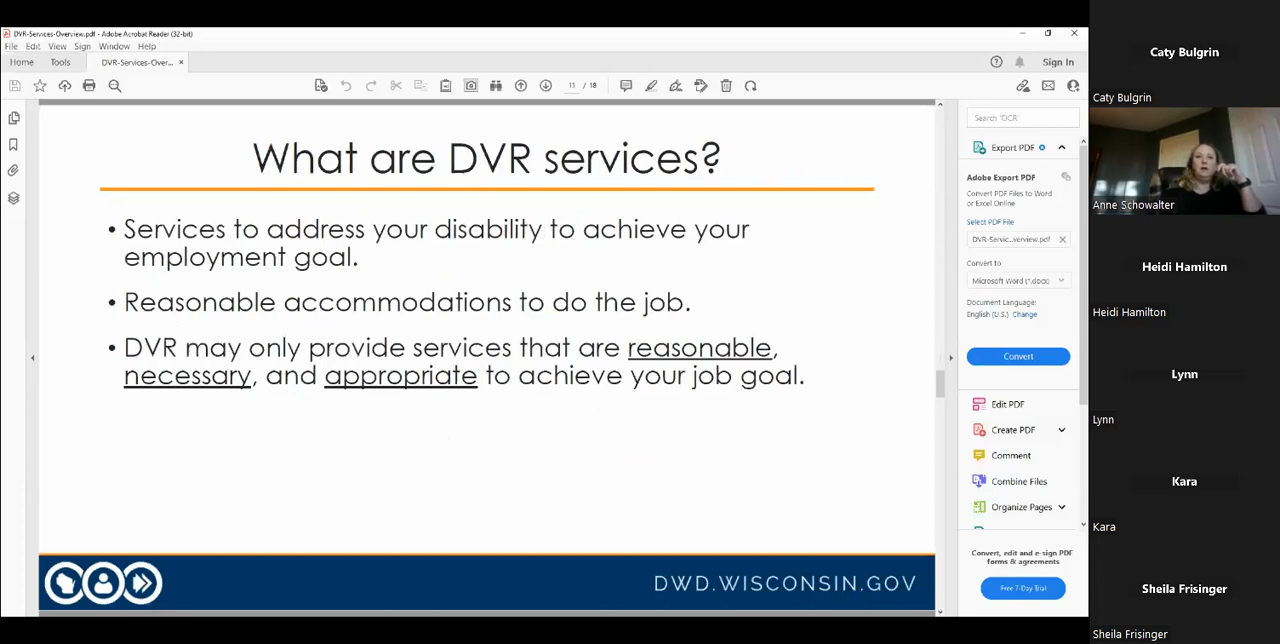 DVR-Services-Overview.pdf - Adobe Acrobat Reader (32-bit)
File Edit View Sign Window Help
Home Tools DVR-Services-Over... × Sign In
11 / 18
What are DVR services?
• Services to address your disability to achieve your
employment goal.
• Reasonable accommodations to do the job.
• DVR may only provide services that are reasonable,
necessary, and appropriate to achieve your job goal.
DWD.WISCONSIN.GOV
Search 'OCR'
Export PDF
Adobe Export PDF
Convert PDF Files to Word
or Excel Online
Select PDF File
DVR-Servic...verview.pdf
Convert to
Microsoft Word (*.docx)
Document Language:
English (U.S.) Change
Convert
Edit PDF
Create PDF
Comment
Combine Files
Organize Pages
Convert, edit and e-sign PDF
forms & agreements
Free 7-Day Trial
Caty Bulgrin
Caty Bulgrin
Anne Schowalter
Heidi Hamilton
Heidi Hamilton
Lynn
Lynn
Kara
Kara
Sheila Frisinger
Sheila Frisinger